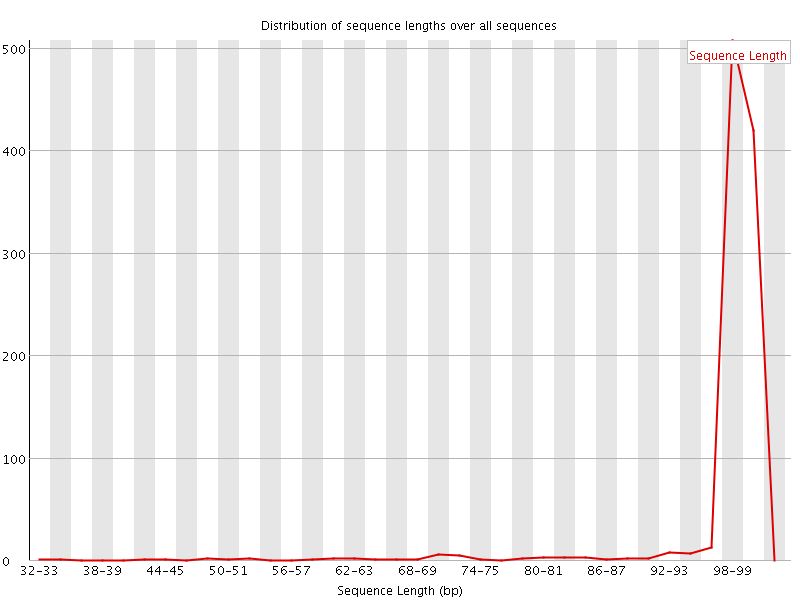 Distribution of sequence lengths over all sequences
Sequence Length
500
400
300
200
100
0
32-33 38-39 44-45 50-51 56-57 62-63 68-69 74-75 80-81 86-87 92-93 98-99
Sequence Length (bp)